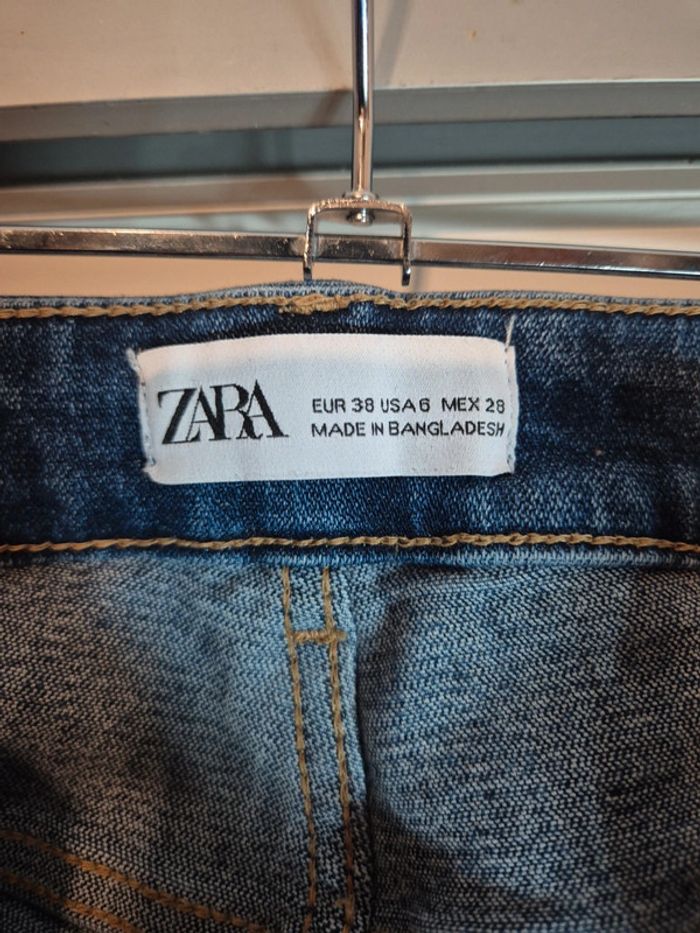 ZARA
EUR 38 USA 6 MEX 28
MADE IN BANGLADESH